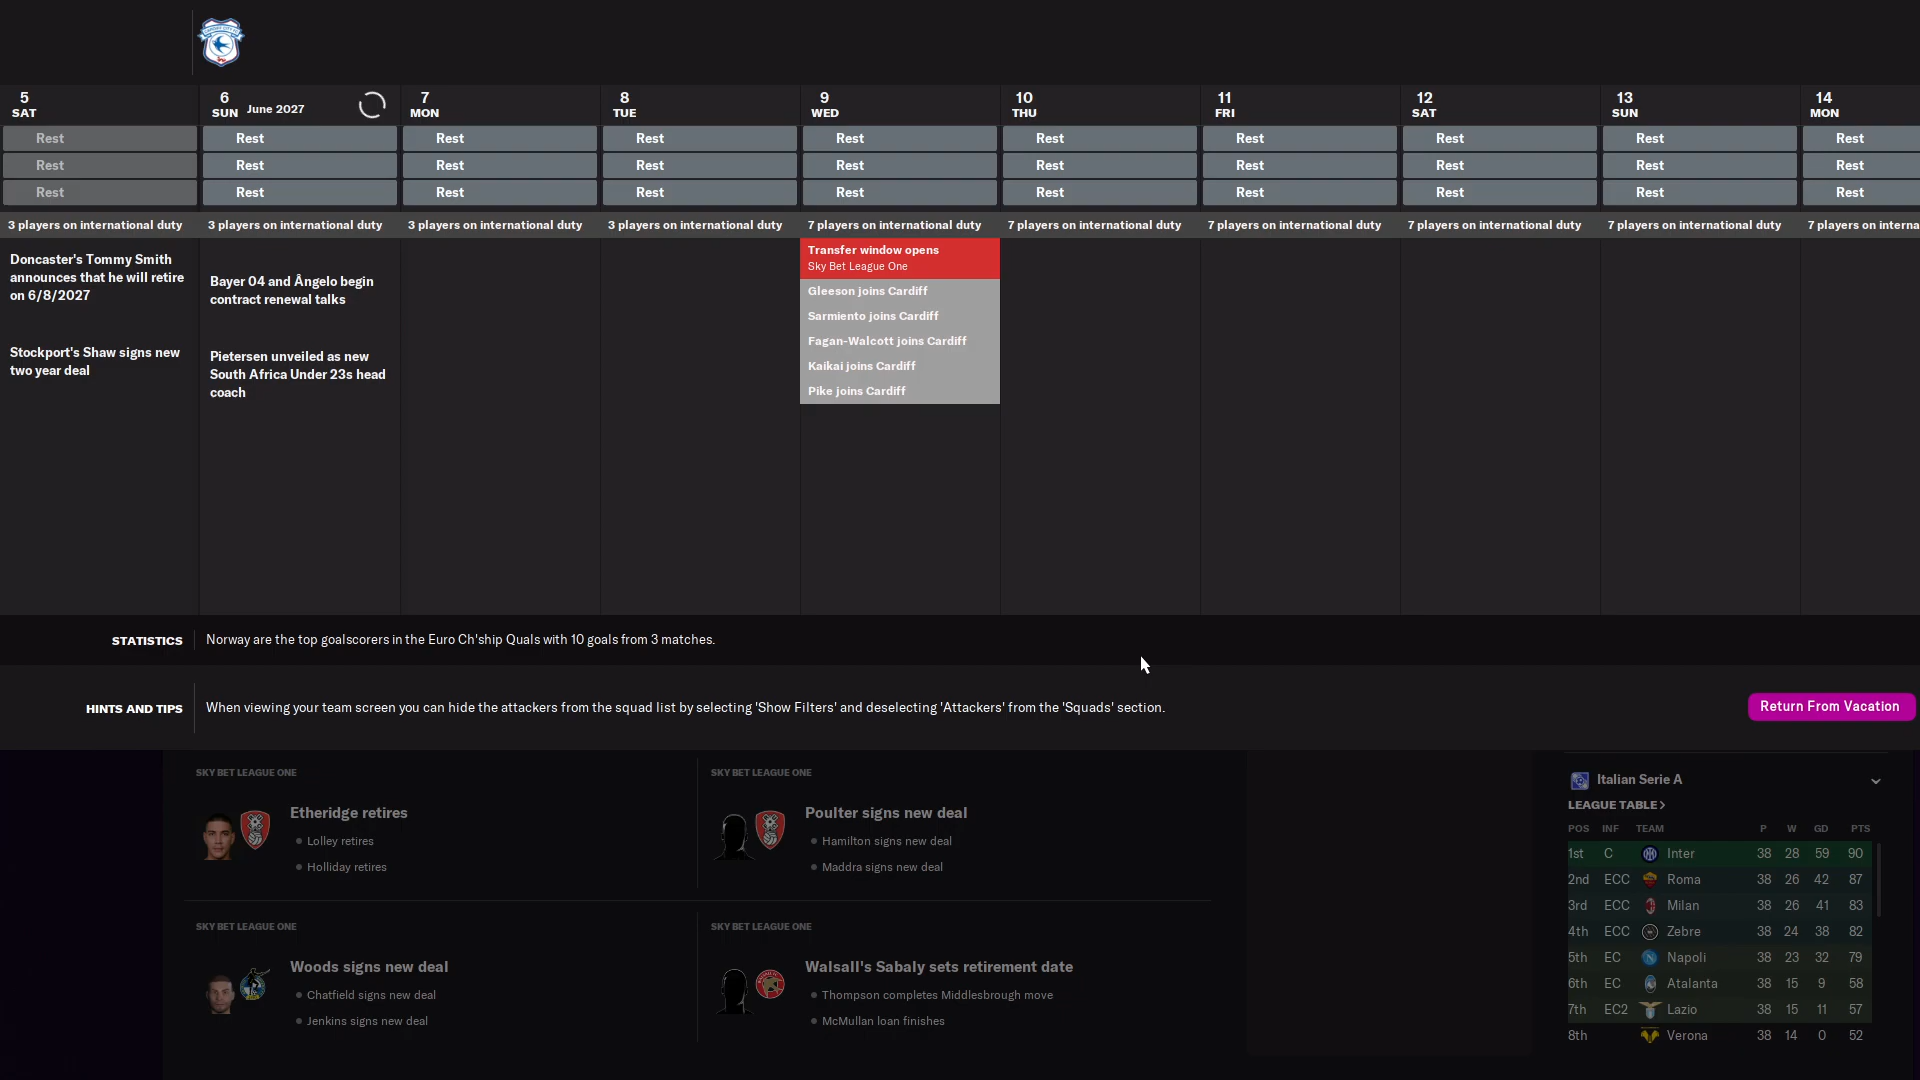 5
SAT
6
SUN June 2027
7
MON
8
TUE
9
WED
10
THU
11
FRI
12
SAT
13
SUN
14
MON
Rest Rest Rest Rest Rest Rest Rest Rest Rest Rest
Rest Rest Rest Rest Rest Rest Rest Rest Rest Rest
Rest Rest Rest Rest Rest Rest Rest Rest Rest Rest
3 players on international duty 3 players on international duty 3 players on international duty 3 players on international duty 7 players on international duty 7 players on international duty 7 players on international duty 7 players on international duty 7 players on international duty 7 players on interna
Doncaster's Tommy Smith
announces that he will retire
on 6/8/2027
Stockport's Shaw signs new
two year deal
Bayer 04 and Ângelo begin
contract renewal talks
Pietersen unveiled as new
South Africa Under 23s head
coach
Transfer window opens
Sky Bet League One
Gleeson joins Cardiff
Sarmiento joins Cardiff
Fagan-Walcott joins Cardiff
Kaikai joins Cardiff
Pike joins Cardiff
STATISTICS Norway are the top goalscorers in the Euro Ch'ship Quals with 10 goals from 3 matches.
HINTS AND TIPS When viewing your team screen you can hide the attackers from the squad list by selecting 'Show Filters' and deselecting 'Attackers' from the 'Squads' section.
Return From Vacation
SKY BET LEAGUE ONE
Etheridge retires
Lolley retires
Holliday retires
SKY BET LEAGUE ONE
Poulter signs new deal
Hamilton signs new deal
Maddra signs new deal
SKY BET LEAGUE ONE
Woods signs new deal
Chatfield signs new deal
Jenkins signs new deal
SKY BET LEAGUE ONE
Walsall's Sabaly sets retirement date
Thompson completes Middlesbrough move
McMullan loan finishes
Italian Serie A
LEAGUE TABLE >
POS INF TEAM P W GD PTS
1st C Inter 38 28 59 90
2nd ECC Roma 38 26 42 87
3rd ECC Milan 38 26 41 83
4th ECC Zebre 38 24 38 82
5th EC Napoli 38 23 32 79
6th EC Atalanta 38 15 9 58
7th EC2 Lazio 38 15 11 57
8th Verona 38 14 0 52